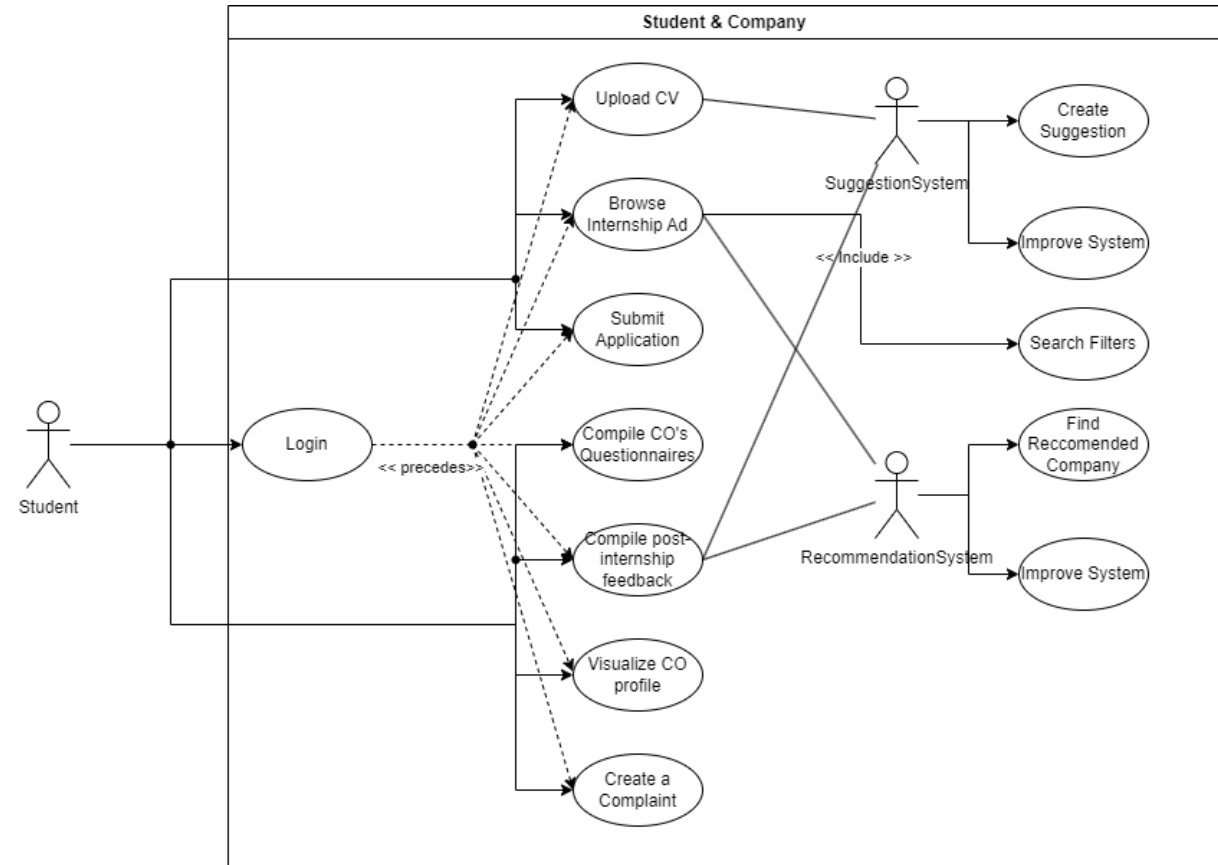 Student & Company
Upload CV
Create
Suggestion
SuggestionSystem
Browse
Internship Ad
Improve System
<< Include >>
Submit
Application
Search Filters
Login
<< precedes>>
Compile CO's
Questionnaires
Find
Reccomended
Company
Student
Compile post-
internship
feedback
RecommendationSystem
Improve System
Visualize CO
profile
Create a
Complaint